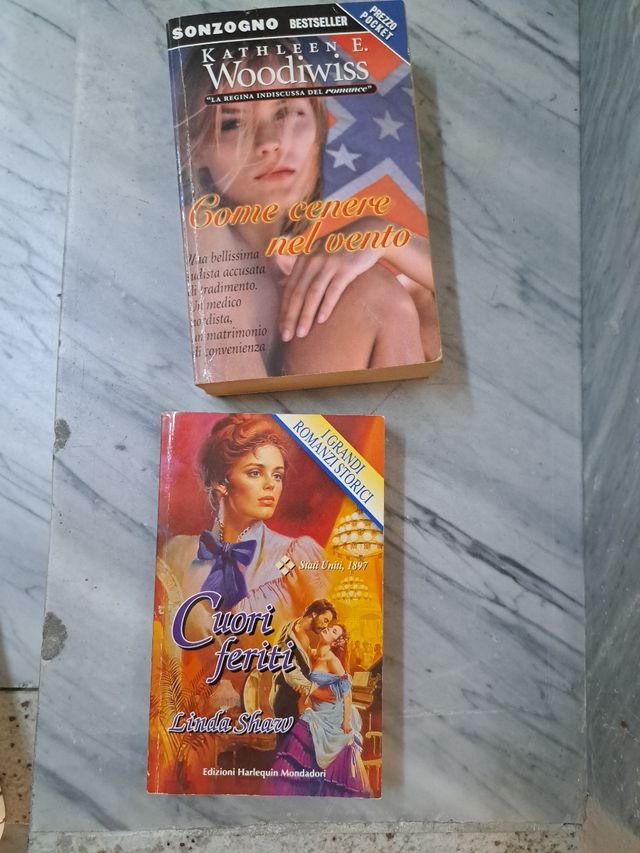 SONZOGNO BESTSELLER
PREZZO
POCKET
KATHLEEN E.
Woodiwiss
"LA REGINA INDISCUSSA DEL romance"
Come cenere
nel vento
Una bellissima
sudista accusata
di tradimento.
Un medico
nordista,
un matrimonio
di convenienza
I GRANDI
ROMANZI STORICI
Stati Uniti, 1897
Cuori
feriti
Linda Shaw
Edizioni Harlequin Mondadori